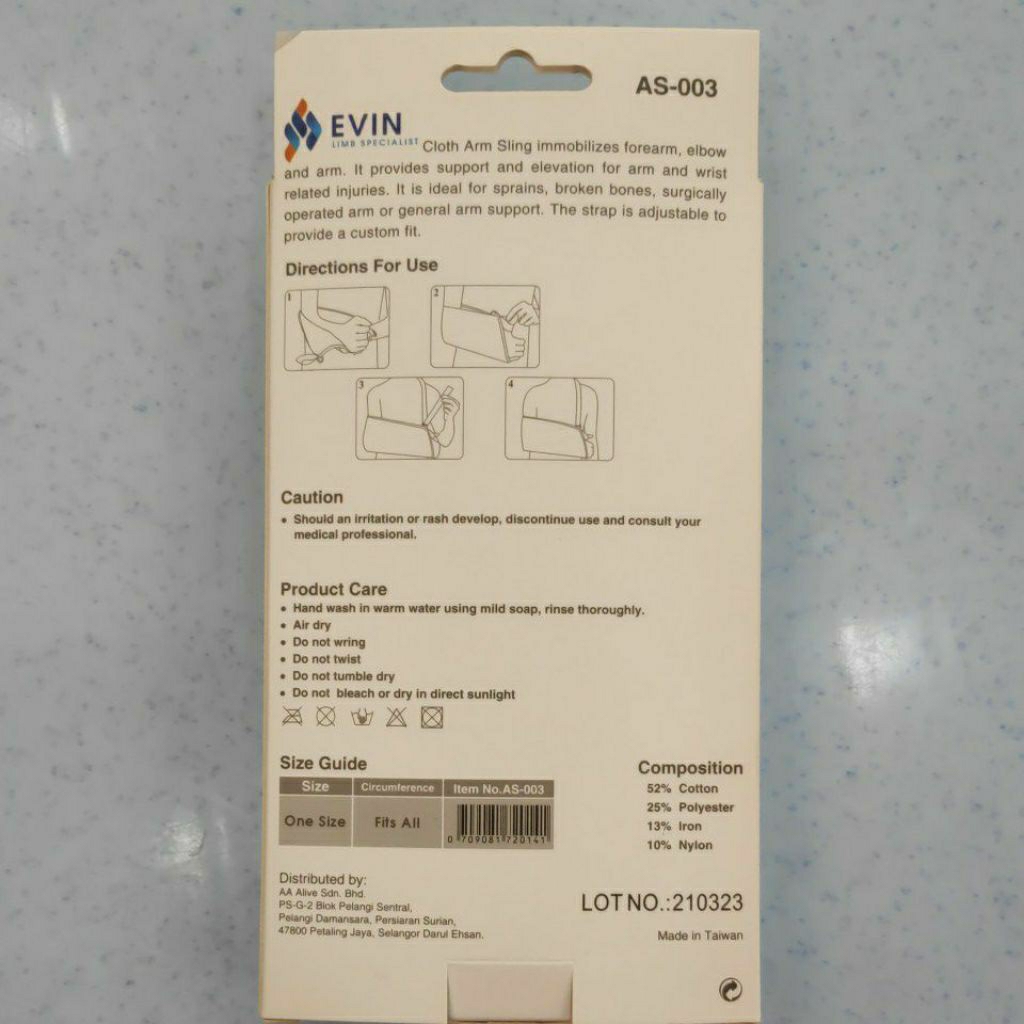 AS-003
EVIN
LIMB SPECIALIST
Cloth Arm Sling immobilizes forearm, elbow
and arm. It provides support and elevation for arm and wrist
related injuries. It is ideal for sprains, broken bones, surgically
operated arm or general arm support. The strap is adjustable to
provide a custom fit.
Directions For Use
1
2
3
4
Caution
• Should an irritation or rash develop, discontinue use and consult your
medical professional.
Product Care
• Hand wash in warm water using mild soap, rinse thoroughly.
• Air dry
• Do not wring
• Do not twist
• Do not tumble dry
• Do not bleach or dry in direct sunlight
Size Guide
Size Circumference Item No.AS-003
One Size Fits All
0 709081 720141
Composition
52% Cotton
25% Polyester
13% Iron
10% Nylon
Distributed by:
AA Alive Sdn. Bhd.
PS-G-2 Blok Pelangi Sentral,
Pelangi Damansara, Persiaran Surian,
47800 Petaling Jaya, Selangor Darul Ehsan.
LOT NO.:210323
Made in Taiwan